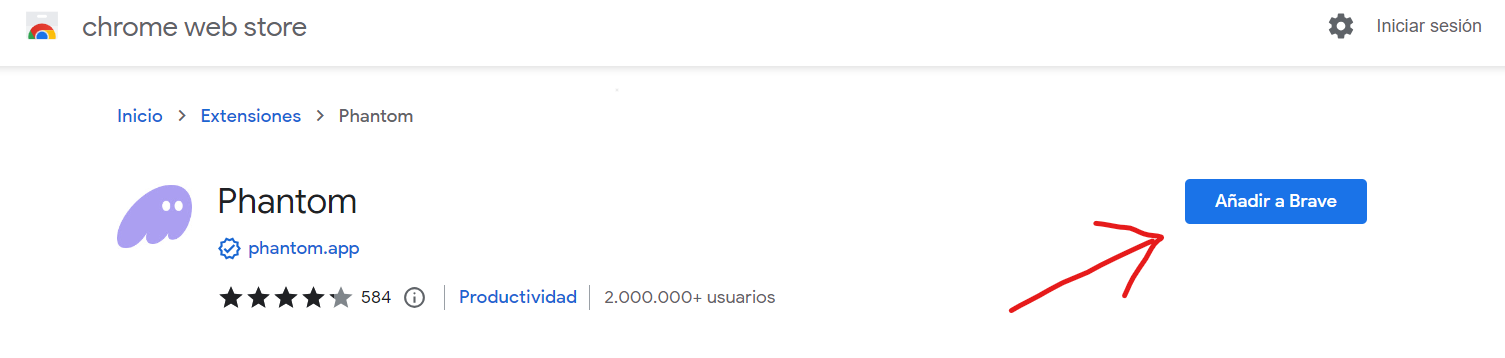 chrome web store
Iniciar sesión
Inicio > Extensiones > Phantom
Phantom
Añadir a Brave
phantom.app
584 Productividad 2.000.000+ usuarios